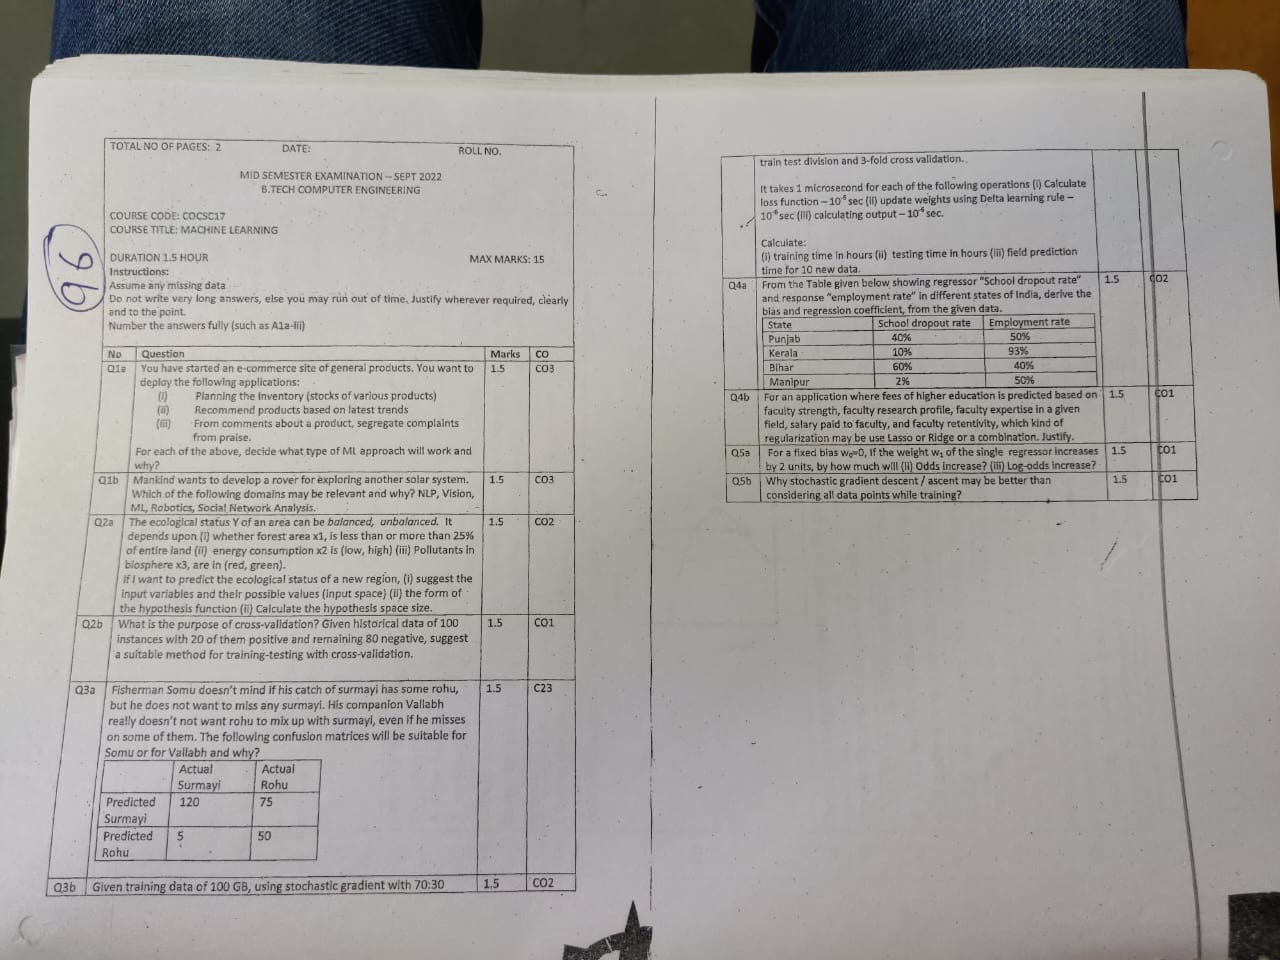 96
TOTAL NO OF PAGES: 2 DATE: ROLL NO.
MID SEMESTER EXAMINATION – SEPT 2022
B.TECH COMPUTER ENGINEERING
COURSE CODE: COCSC17
COURSE TITLE: MACHINE LEARNING
DURATION 1.5 HOUR MAX MARKS: 15
Instructions:
Assume any missing data
Do not write very long answers, else you may run out of time. Justify wherever required, clearly
and to the point.
Number the answers fully (such as A1a-iii)
No Question Marks CO
Q1a You have started an e-commerce site of general products. You want to 1.5 CO3
deploy the following applications:
(i) Planning the inventory (stocks of various products)
(ii) Recommend products based on latest trends
(iii) From comments about a product, segregate complaints
from praise.
For each of the above, decide what type of ML approach will work and
why?
Q1b Mankind wants to develop a rover for exploring another solar system. 1.5 CO3
Which of the following domains may be relevant and why? NLP, Vision,
ML, Robotics, Social Network Analysis.
Q2a The ecological status Y of an area can be balanced, unbalanced. It 1.5 CO2
depends upon (i) whether forest area x1, is less than or more than 25%
of entire land (ii) energy consumption x2 is (low, high) (iii) Pollutants in
biosphere x3, are in (red, green).
If I want to predict the ecological status of a new region, (i) suggest the
input variables and their possible values (input space) (ii) the form of
the hypothesis function (ii) Calculate the hypothesis space size.
Q2b What is the purpose of cross-validation? Given historical data of 100 1.5 CO1
instances with 20 of them positive and remaining 80 negative, suggest
a suitable method for training-testing with cross-validation.
Q3a Fisherman Somu doesn't mind if his catch of surmayi has some rohu, 1.5 C23
but he does not want to miss any surmayi. His companion Vallabh
really doesn't not want rohu to mix up with surmayi, even if he misses
on some of them. The following confusion matrices will be suitable for
Somu or for Vallabh and why?
Actual Surmayi Actual Rohu
Predicted Surmayi 120 75
Predicted Rohu 5 50
Q3b Given training data of 100 GB, using stochastic gradient with 70:30 1.5 CO2
train test division and 3-fold cross validation.
It takes 1 microsecond for each of the following operations (i) Calculate
loss function – 10⁻⁶ sec (ii) update weights using Delta learning rule –
10⁻⁶ sec (iii) calculating output – 10⁻⁶ sec.
Calculate:
(i) training time in hours (ii) testing time in hours (iii) field prediction
time for 10 new data.
Q4a From the Table given below showing regressor "School dropout rate" 1.5 CO2
and response "employment rate" in different states of India, derive the
bias and regression coefficient, from the given data.
State School dropout rate Employment rate
Punjab 40% 50%
Kerala 10% 93%
Bihar 60% 40%
Manipur 2% 50%
Q4b For an application where fees of higher education is predicted based on 1.5 CO1
faculty strength, faculty research profile, faculty expertise in a given
field, salary paid to faculty, and faculty retentivity, which kind of
regularization may be use Lasso or Ridge or a combination. Justify.
Q5a For a fixed bias w₀=0, if the weight w₁ of the single regressor increases 1.5 CO1
by 2 units, by how much will (ii) Odds increase? (iii) Log-odds increase?
Q5b Why stochastic gradient descent / ascent may be better than 1.5 CO1
considering all data points while training?